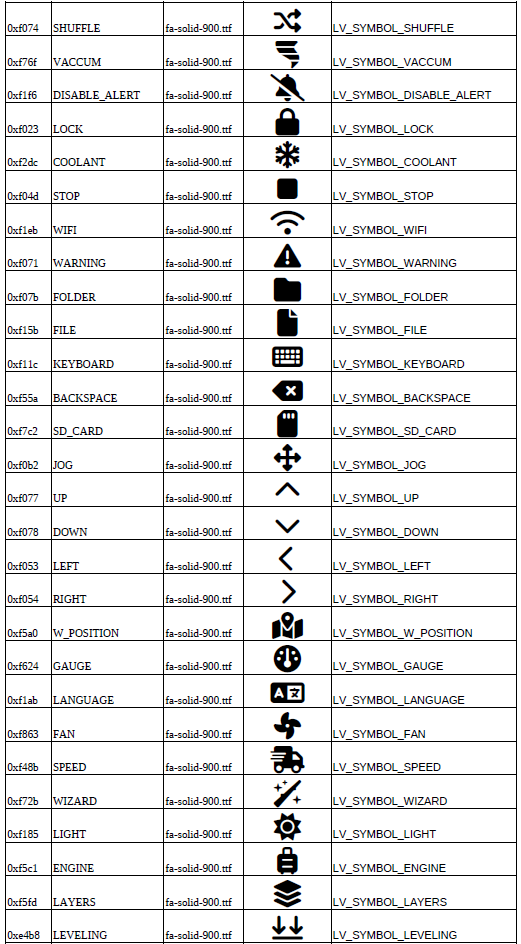 0xf074 SHUFFLE fa-solid-900.ttf LV_SYMBOL_SHUFFLE
0xf76f VACCUM fa-solid-900.ttf LV_SYMBOL_VACCUM
0xf1f6 DISABLE_ALERT fa-solid-900.ttf LV_SYMBOL_DISABLE_ALERT
0xf023 LOCK fa-solid-900.ttf LV_SYMBOL_LOCK
0xf2dc COOLANT fa-solid-900.ttf LV_SYMBOL_COOLANT
0xf04d STOP fa-solid-900.ttf LV_SYMBOL_STOP
0xf1eb WIFI fa-solid-900.ttf LV_SYMBOL_WIFI
0xf071 WARNING fa-solid-900.ttf LV_SYMBOL_WARNING
0xf07b FOLDER fa-solid-900.ttf LV_SYMBOL_FOLDER
0xf15b FILE fa-solid-900.ttf LV_SYMBOL_FILE
0xf11c KEYBOARD fa-solid-900.ttf LV_SYMBOL_KEYBOARD
0xf55a BACKSPACE fa-solid-900.ttf LV_SYMBOL_BACKSPACE
0xf7c2 SD_CARD fa-solid-900.ttf LV_SYMBOL_SD_CARD
0xf0b2 JOG fa-solid-900.ttf LV_SYMBOL_JOG
0xf077 UP fa-solid-900.ttf LV_SYMBOL_UP
0xf078 DOWN fa-solid-900.ttf LV_SYMBOL_DOWN
0xf053 LEFT fa-solid-900.ttf LV_SYMBOL_LEFT
0xf054 RIGHT fa-solid-900.ttf LV_SYMBOL_RIGHT
0xf5a0 W_POSITION fa-solid-900.ttf LV_SYMBOL_W_POSITION
0xf624 GAUGE fa-solid-900.ttf LV_SYMBOL_GAUGE
0xf1ab LANGUAGE fa-solid-900.ttf A 文 LV_SYMBOL_LANGUAGE
0xf863 FAN fa-solid-900.ttf LV_SYMBOL_FAN
0xf48b SPEED fa-solid-900.ttf LV_SYMBOL_SPEED
0xf72b WIZARD fa-solid-900.ttf LV_SYMBOL_WIZARD
0xf185 LIGHT fa-solid-900.ttf LV_SYMBOL_LIGHT
0xf5c1 ENGINE fa-solid-900.ttf LV_SYMBOL_ENGINE
0xf5fd LAYERS fa-solid-900.ttf LV_SYMBOL_LAYERS
0xe4b8 LEVELING fa-solid-900.ttf LV_SYMBOL_LEVELING